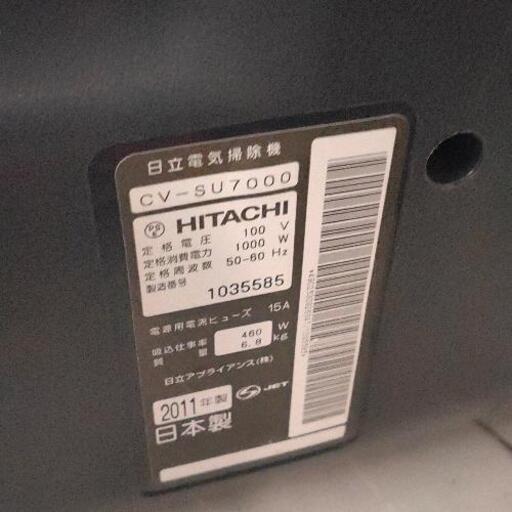 日立電気掃除機
CV-SU7000
PS E HITACHI
定格電圧 100 V
定格消費電力 1000 W
定格周波数 50-60 Hz
製造番号 1035585
電源用電流ヒューズ 15A
吸込仕事率 460 W
質量 6.8 kg
日立アプライアンス(株)
2011年製 JET
日本製